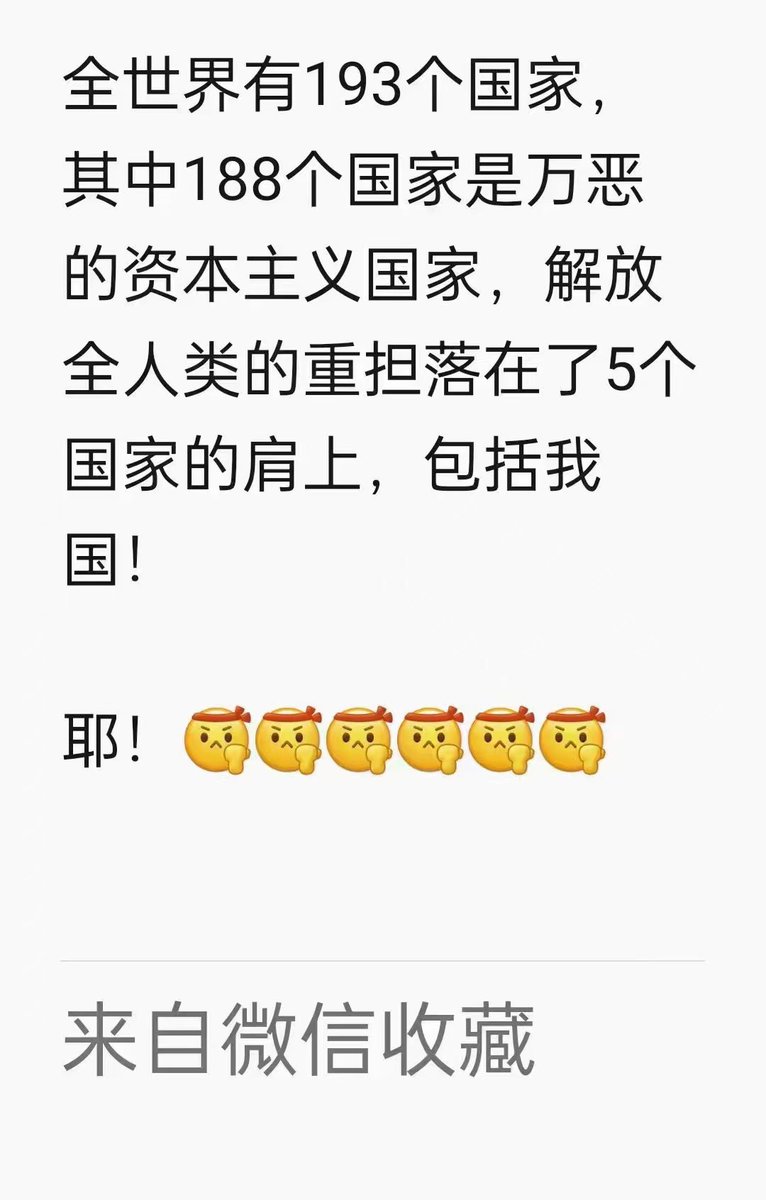 全世界有193个国家，
其中188个国家是万恶
的资本主义国家，解放
全人类的重担落在了5个
国家的肩上，包括我
国！
耶！
来自微信收藏